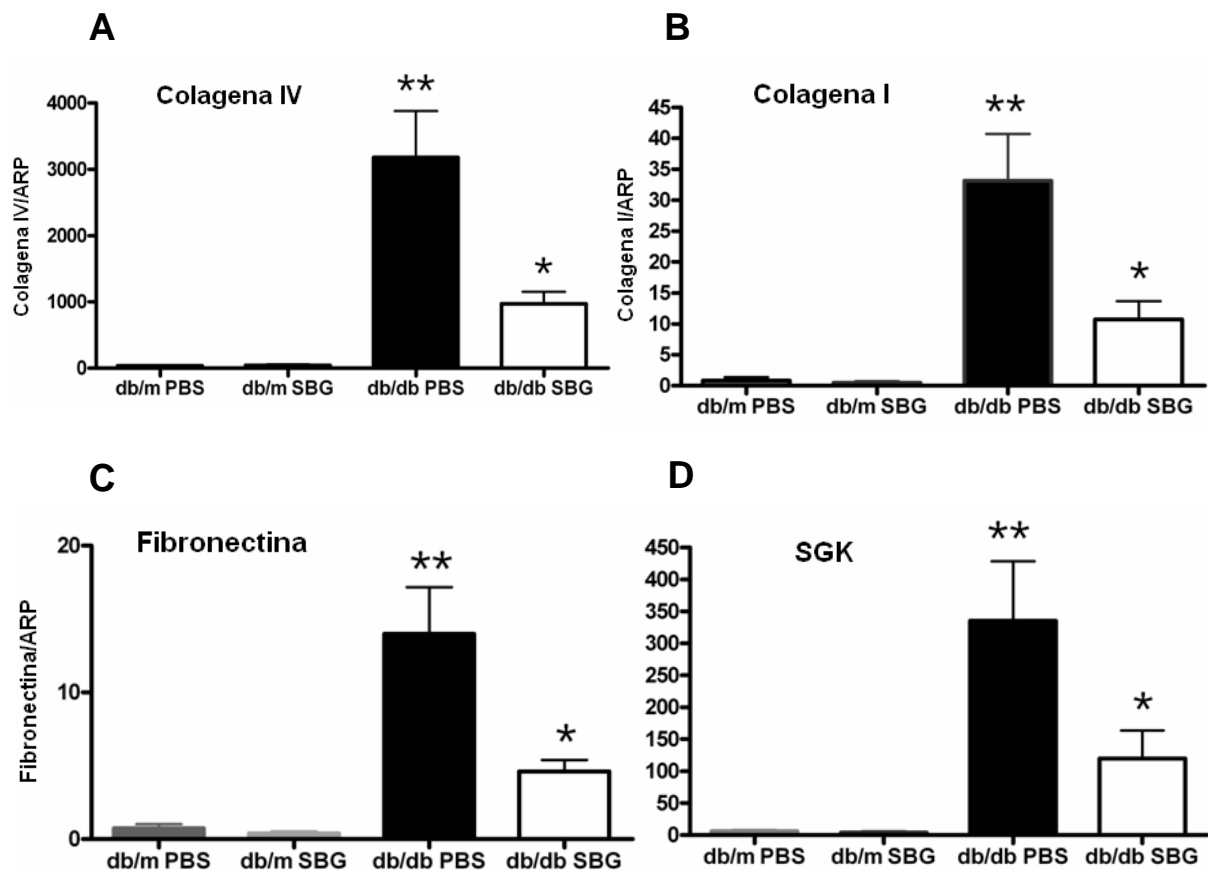 A
Colagena IV
**
4000
3000
2000
1000
0
*
Colagena IV/ARP
db/m PBS db/m SBG db/db PBS db/db SBG
B
Colagena I
**
45
40
35
30
25
20
15
10
5
0
*
Colagena I/ARP
db/m PBS db/m SBG db/db PBS db/db SBG
C
Fibronectina
**
20
10
0
*
Fibronectina/ARP
db/m PBS db/m SBG db/db PBS db/db SBG
D
SGK
**
450
400
350
300
250
200
150
100
50
0
*
db/m PBS db/m SBG db/db PBS db/db SBG